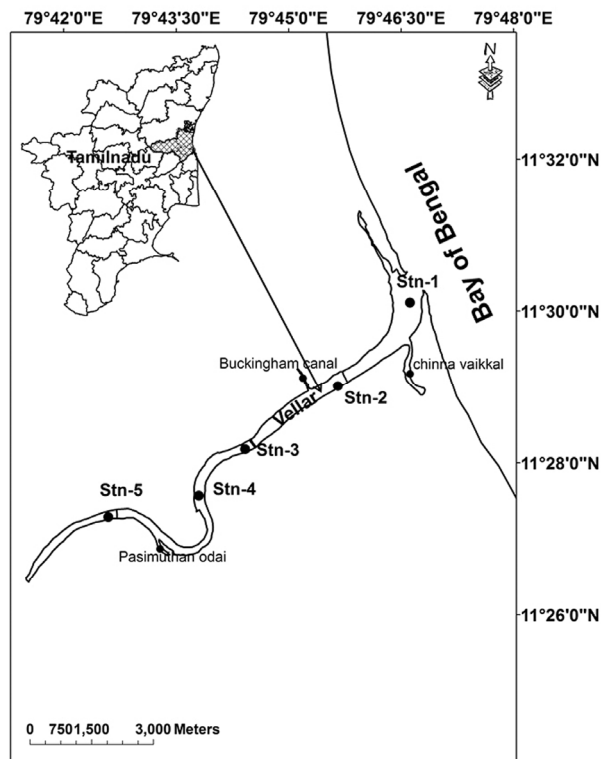 79°42'0"E 79°43'30"E 79°45'0"E 79°46'30"E 79°48'0"E
N
Tamilnadu
11°32'0"N
Bay of Bengal
Stn-1
11°30'0"N
Buckingham canal
chinna vaikkal
Vellar
Stn-2
Stn-3
11°28'0"N
Stn-5
Stn-4
Pasimuthan odai
11°26'0"N
0 7501,500 3,000 Meters